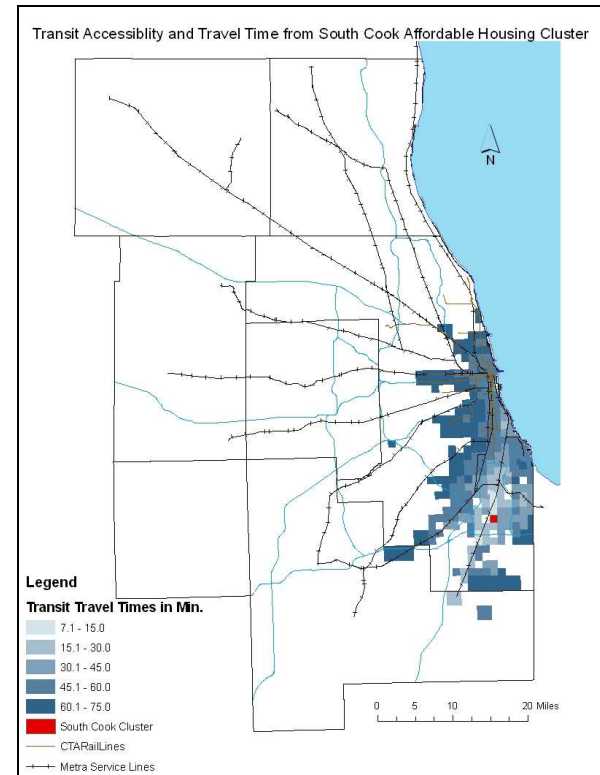 Transit Accessiblity and Travel Time from South Cook Affordable Housing Cluster
N
Legend
Transit Travel Times in Min.
7.1 - 15.0
15.1 - 30.0
30.1 - 45.0
45.1 - 60.0
60.1 - 75.0
South Cook Cluster
CTARailLines
Metra Service Lines
0 5 10 20 Miles